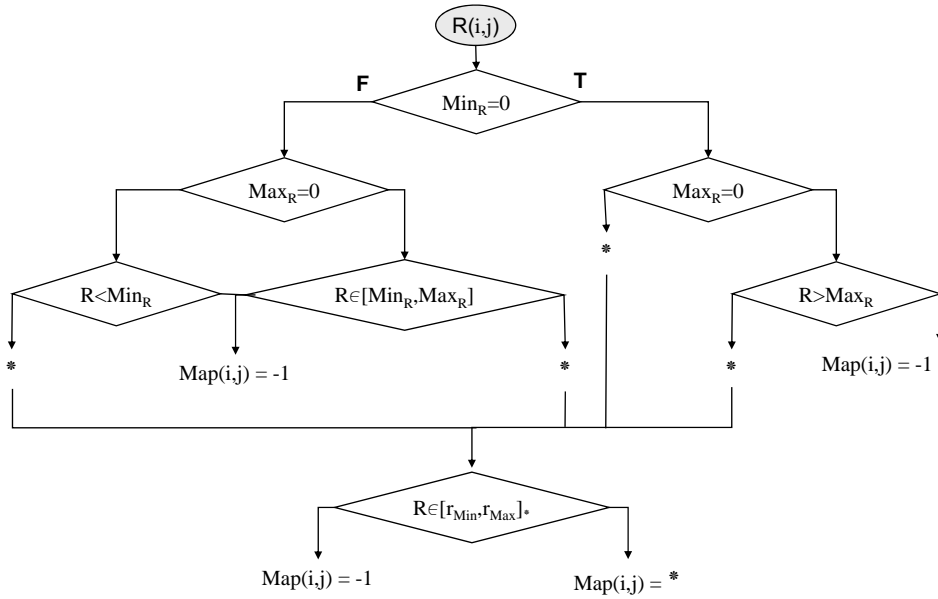 R(i,j)
F
T
Min_R=0
Max_R=0
Max_R=0
*
R<Min_R
R∈[Min_R,Max_R]
R>Max_R
*
Map(i,j) = -1
*
*
Map(i,j) = -1
R∈[r_Min,r_Max]*
Map(i,j) = -1
Map(i,j) = *